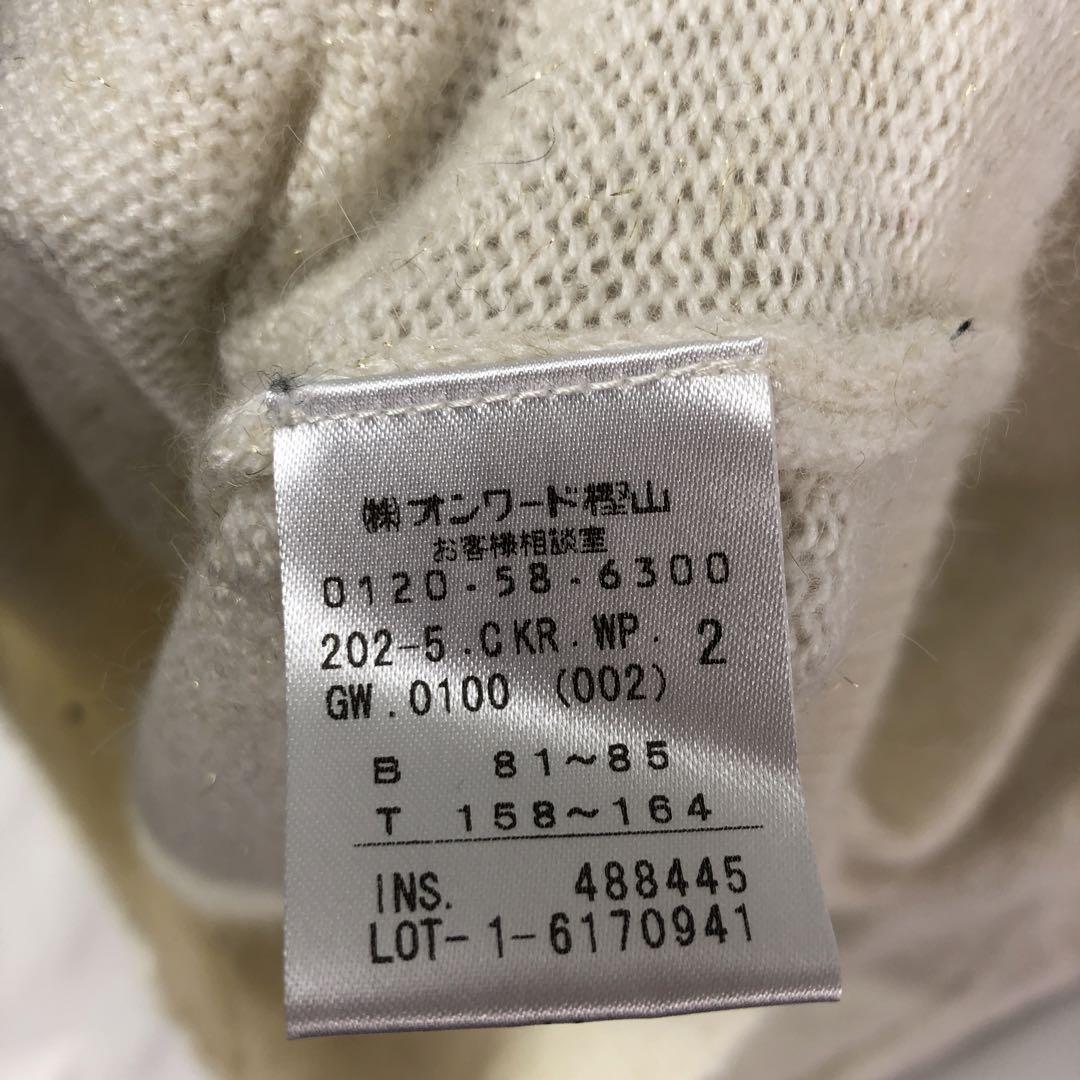 ㈱オンワード樫山
お客様相談室
0120・58・6300
202-5.CKR.WP. 2
GW.0100 (002)
B 81~85
T 158~164
INS. 488445
LOT-1-6170941